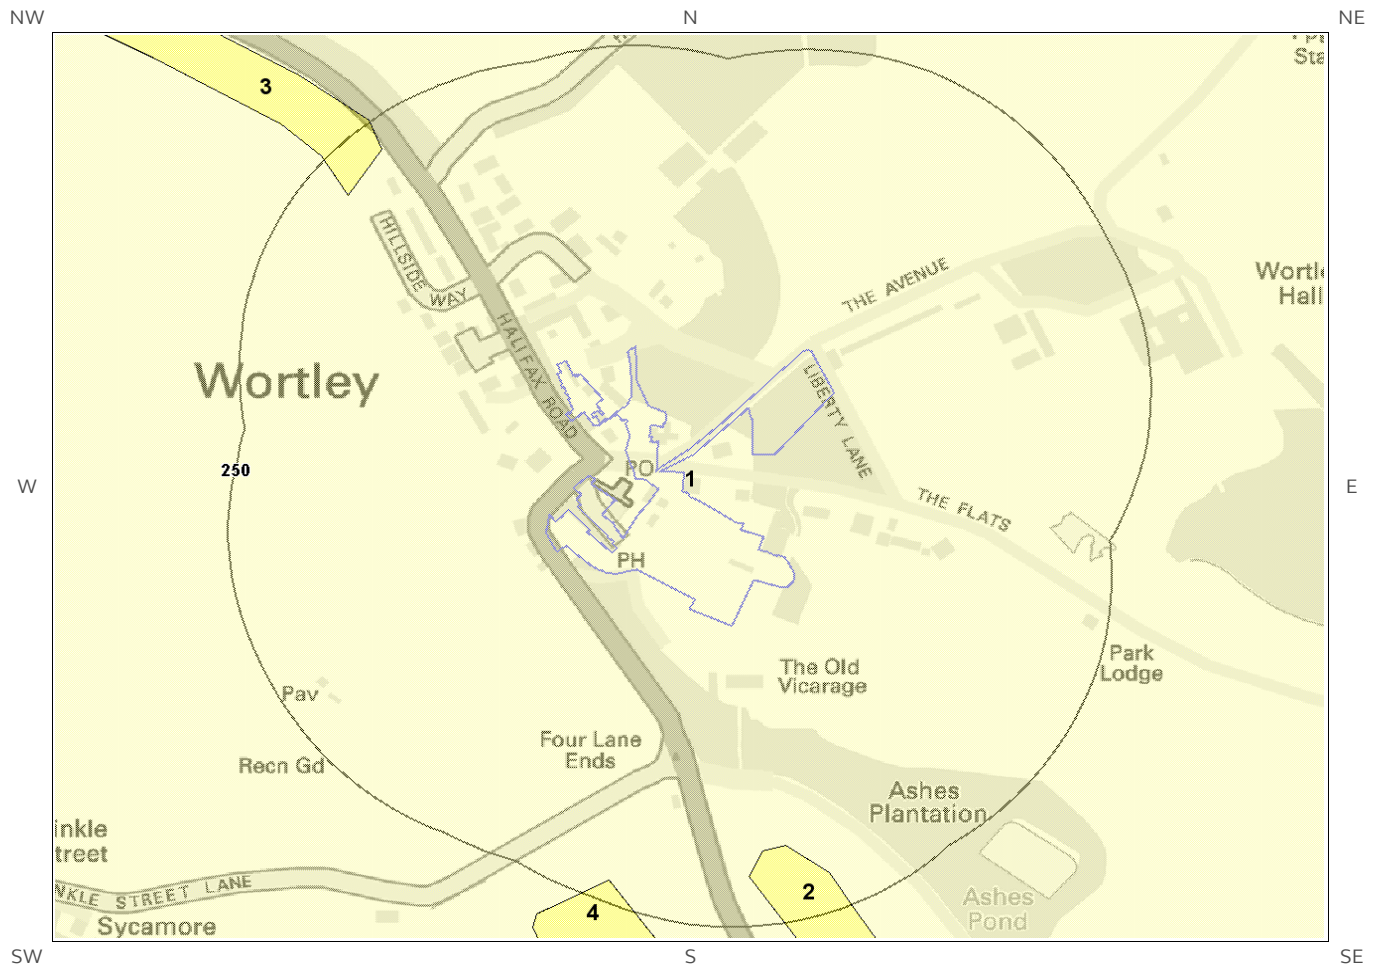 NW
N
NE
Sta
3
HILLSIDE
WAY
THE AVENUE
Wortle
Hall
HALIFAX ROAD
Wortley
LIBERTY LANE
250
PO
1
W
E
THE FLATS
PH
The Old
Vicarage
Park
Lodge
Pav
Four Lane
Ends
Recn Gd
Ashes
Plantation
inkle
treet
NKLE STREET LANE
2
4
Ashes
Pond
Sycamore
SW
S
SE